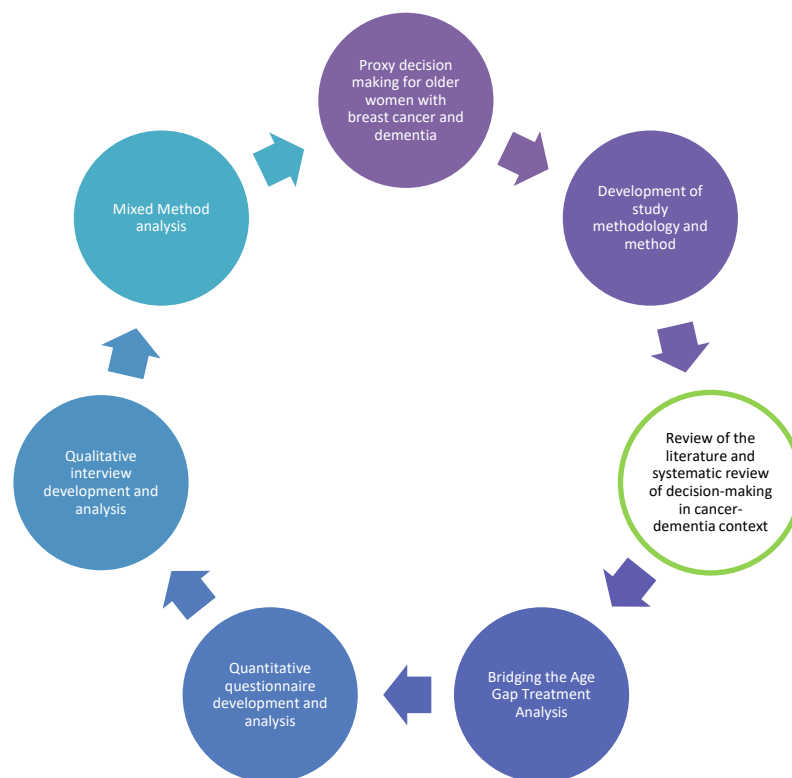 Proxy decision
making for older
women with
breast cancer and
dementia
Development of
study
methodology and
method
Review of the
literature and
systematic review
of decision-making
in cancer-
dementia context
Bridging the Age
Gap Treatment
Analysis
Quantitative
questionnaire
development and
analysis
Qualitative
interview
development and
analysis
Mixed Method
analysis